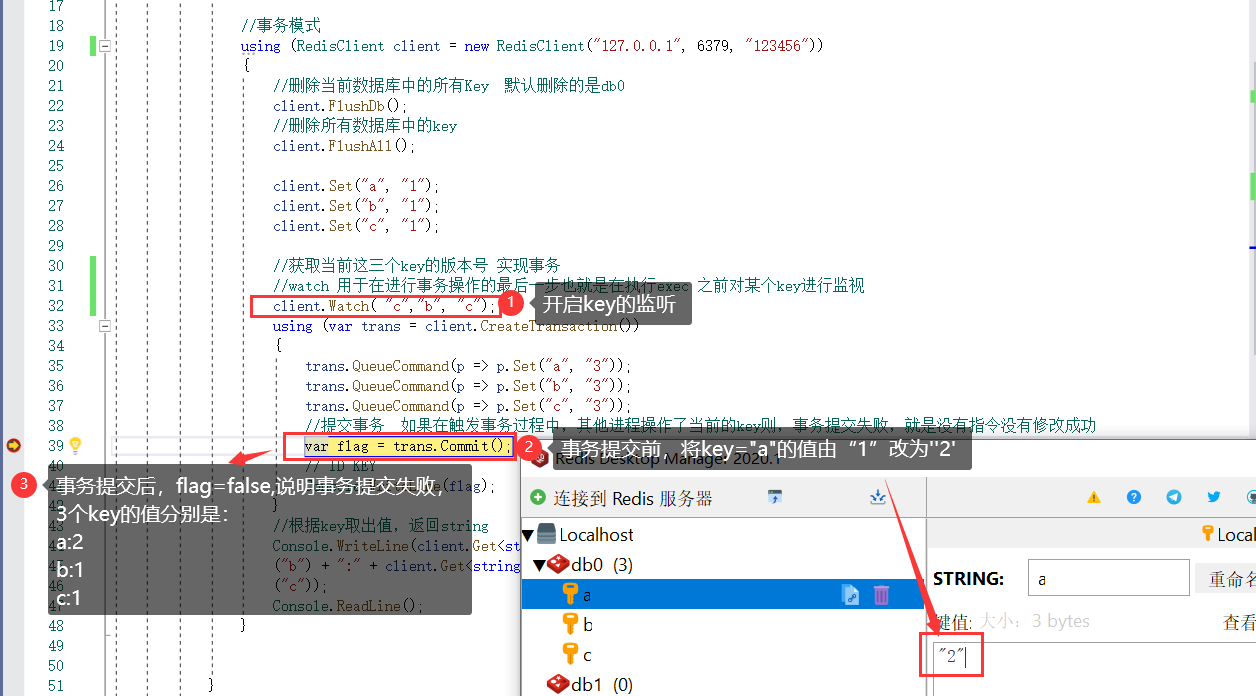 17
18 //事务模式
19 using (RedisClient client = new RedisClient("127.0.0.1", 6379, "123456"))
20 {
21 //删除当前数据库中的所有Key 默认删除的是db0
22 client.FlushDb();
23 //删除所有数据库中的key
24 client.FlushAll();
25
26 client.Set("a", "1");
27 client.Set("b", "1");
28 client.Set("c", "1");
29
30 //获取当前这三个key的版本号 实现事务
31 //watch 用于在进行事务操作的最后一步也就是在执行exec 之前对某个key进行监视
32 client.Watch( "c","b", "c"); 1 开启key的监听
33 using (var trans = client.CreateTransaction())
34 {
35 trans.QueueCommand(p => p.Set("a", "3"));
36 trans.QueueCommand(p => p.Set("b", "3"));
37 trans.QueueCommand(p => p.Set("c", "3"));
38 //提交事务 如果在触发事务过程中，其他进程操作了当前的key则，事务提交失败，就是没有指令没有修改成功
39 var flag = trans.Commit(); 2 事务提交前，将key="a"的值由“1”改为''2'
40 // ID KEY
(flag);
3 事务提交后，flag=false,说明事务提交失败，
3个key的值分别是：
a:2
b:1
c:1
}
//根据key取出值，返回string
Console.WriteLine(client.Get<st
("b") + ":" + client.Get<string
("c"));
Console.ReadLine();
48 }
49
50
51 }
Redis Desktop Manager 2020.1
连接到 Redis 服务器
Localhost
db0 (3)
a
b
c
db1 (0)
Local
STRING: a 重命名
键值: 大小: 3 bytes 查看
"2"